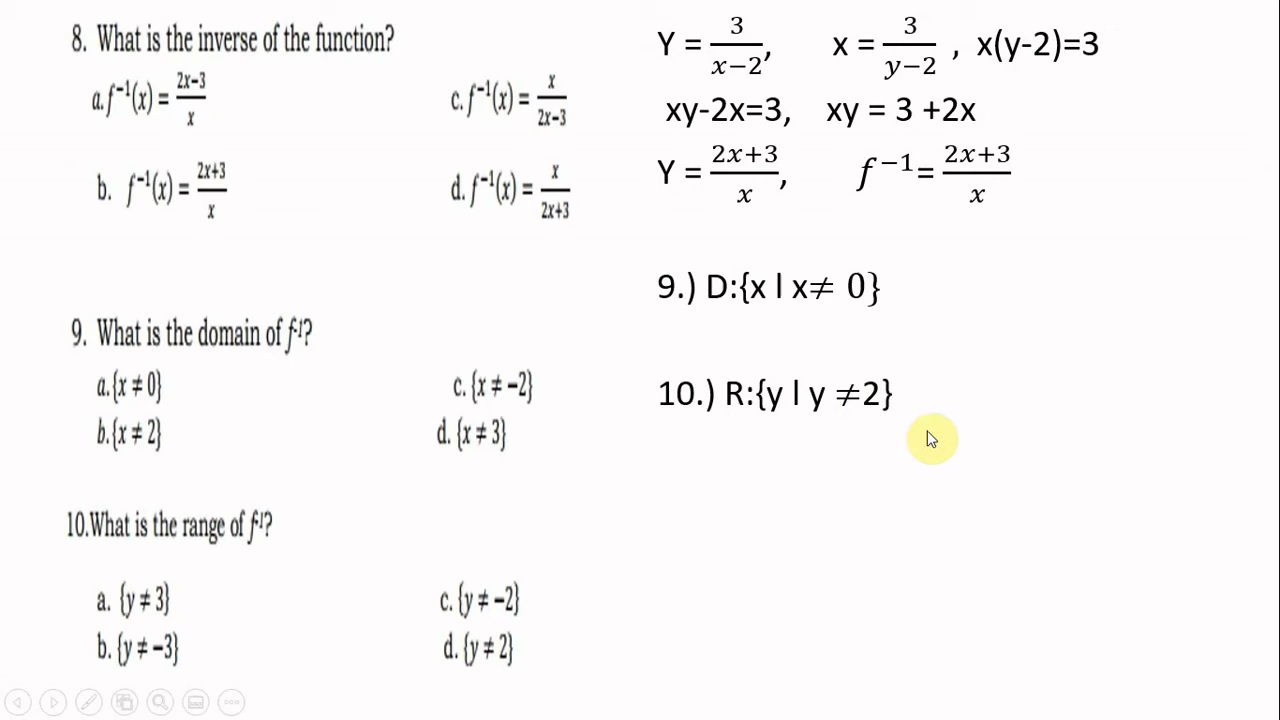 8. What is the inverse of the function?
a. f⁻¹(x) = (2x−3)/x
c. f⁻¹(x) = x/(2x−3)
b. f⁻¹(x) = (2x+3)/x
d. f⁻¹(x) = x/(2x+3)
9. What is the domain of f⁻¹?
a. {x ≠ 0}
c. {x ≠ −2}
b. {x ≠ 2}
d. {x ≠ 3}
10. What is the range of f⁻¹?
a. {y ≠ 3}
c. {y ≠ −2}
b. {y ≠ −3}
d. {y ≠ 2}
Y = 3/(x−2), x = 3/(y−2) , x(y-2)=3
xy-2x=3, xy = 3 +2x
Y = (2x+3)/x, f⁻¹= (2x+3)/x
9.) D:{x l x≠ 0}
10.) R:{y l y ≠2}